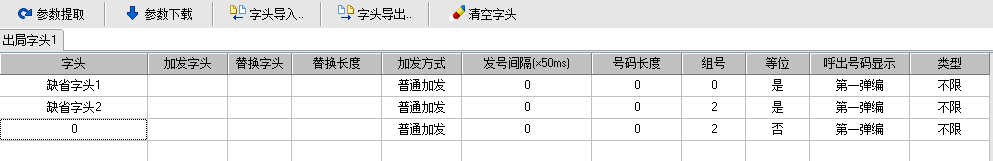 参数提取 参数下载 字头导入.. 字头导出.. 清空字头
出局字头1
字头 加发字头 替换字头 替换长度 加发方式 发号间隔(×50ms) 号码长度 组号 等位 呼出号码显示 类型
缺省字头1 普通加发 0 0 0 是 第一弹编 不限
缺省字头2 普通加发 0 0 2 是 第一弹编 不限
0 普通加发 0 0 2 否 第一弹编 不限